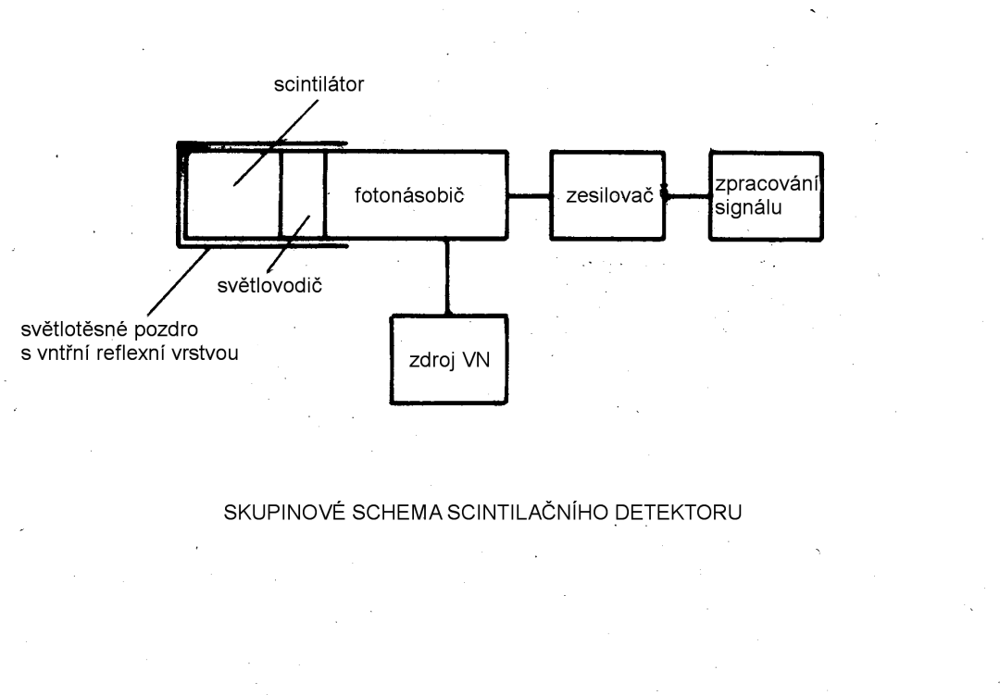 scintilátor
fotonásobič
zesilovač
zpracování
signálu
světlovodič
světlotěsné pozdro
s vntřní reflexní vrstvou
zdroj VN
SKUPINOVÉ SCHEMA SCINTILAČNÍHO DETEKTORU